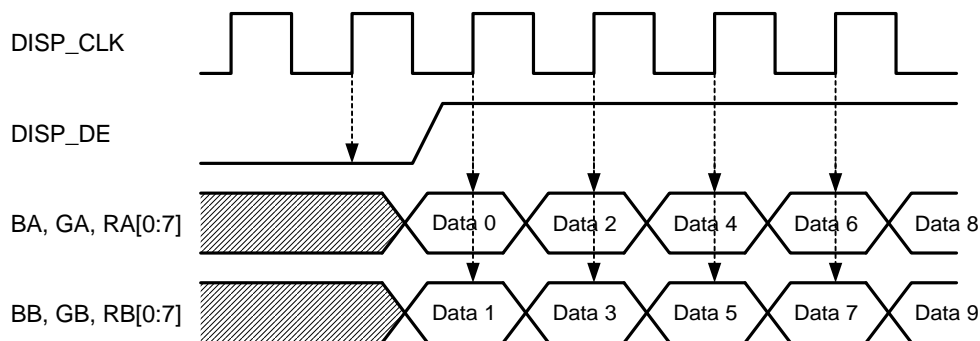 DISP_CLK
DISP_DE
BA, GA, RA[0:7] Data 0 Data 2 Data 4 Data 6 Data 8
BB, GB, RB[0:7] Data 1 Data 3 Data 5 Data 7 Data 9